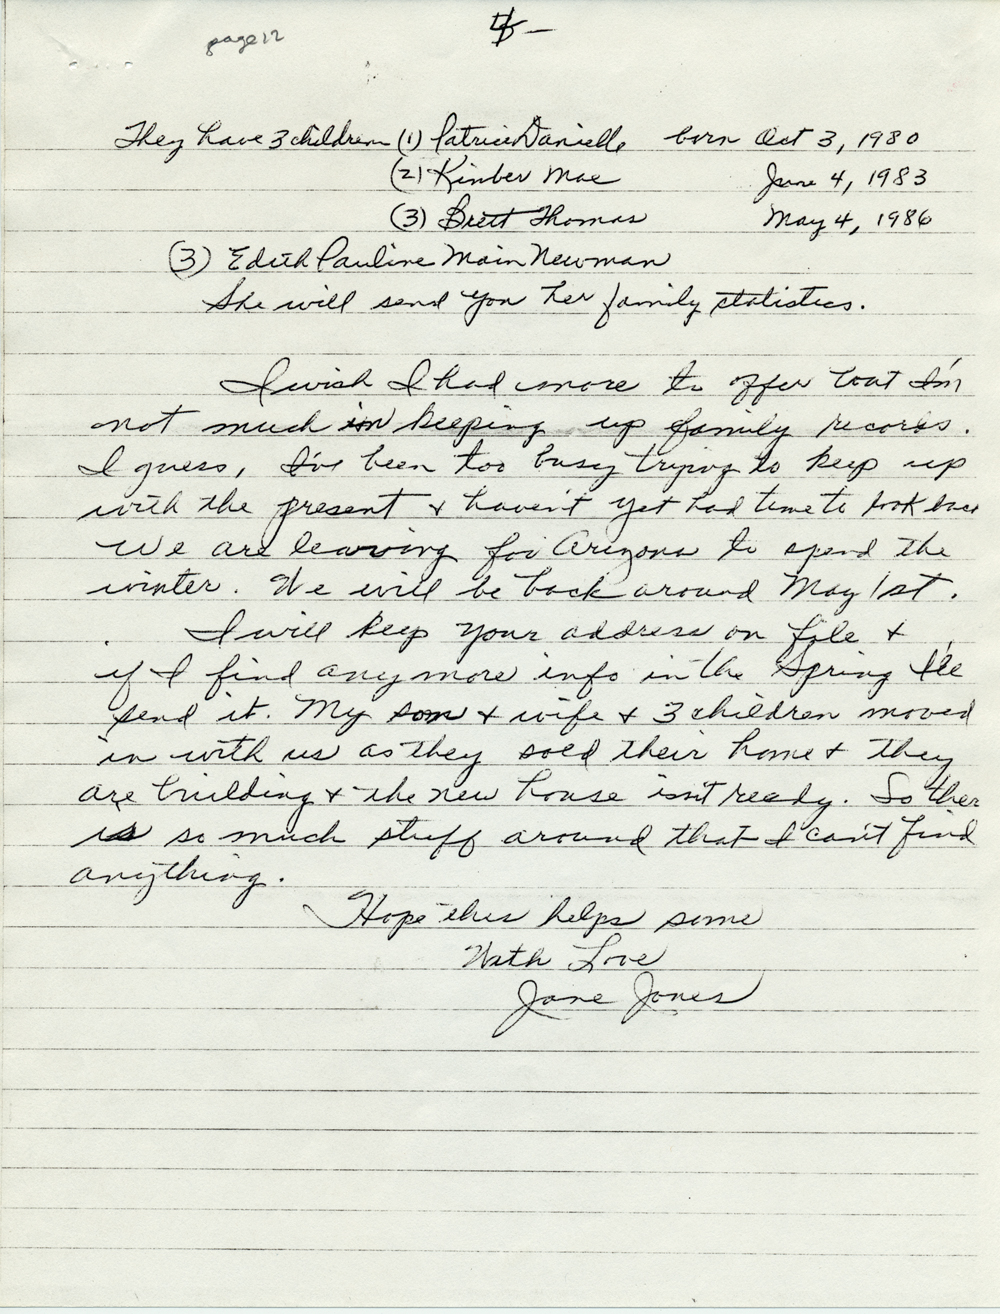 page 12
4-
They have 3 children (1) Patrice Danielle born Oct 3, 1980
(2) Kimber Mae June 4, 1983
(3) Brett Thomas May 4, 1986
(3) Edith Pauline Main Newman
She will send you her family statistics.
I wish I had more to offer but I'm
not much in keeping up family records.
I guess, I've been too busy trying to keep up
with the present & haven't yet had time to look back
We are leaving for Arizona to spend the
winter. We will be back around May 1st.
I will keep your address on file &
if I find any more info in the Spring I'll
send it. My son & wife & 3 children moved
in with us as they sold their home & they
are building & the new house isn't ready. So ther
is so much stuff around that I can't find
anything.
Hope this helps some
With Love
Jane Jones